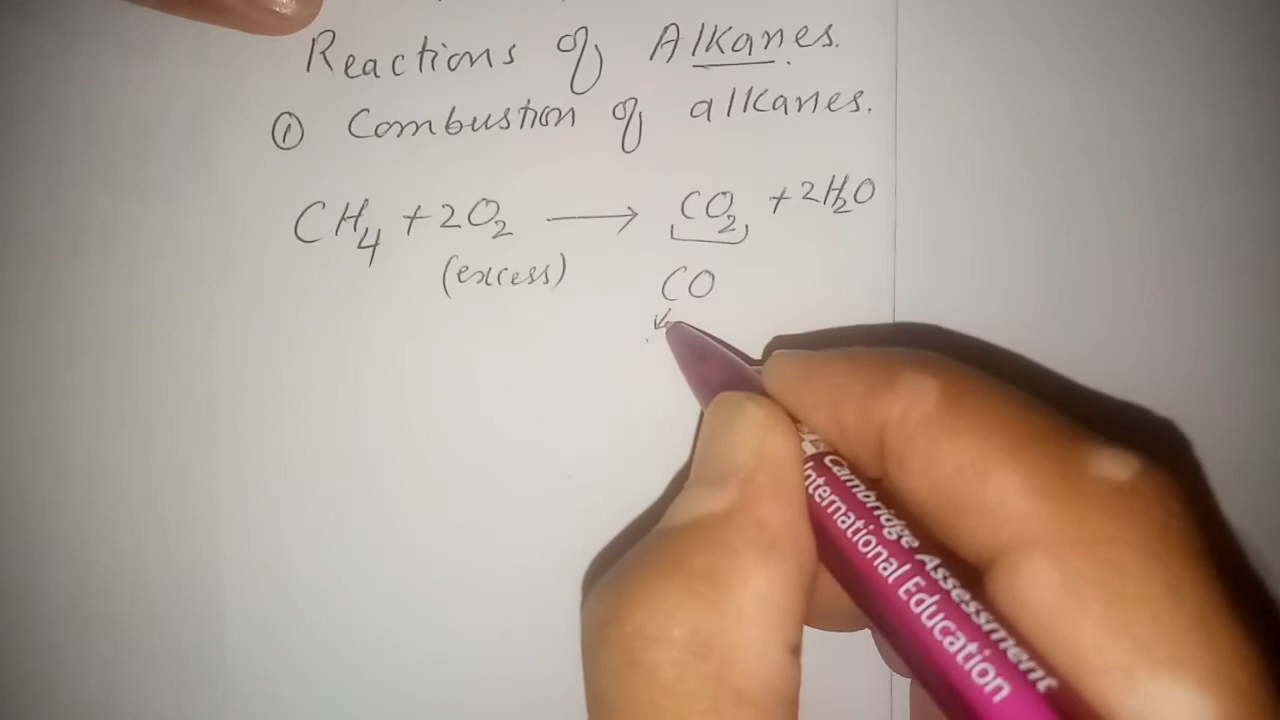 Reactions of Alkanes.
① Combustion of alkanes.
CH₄ + 2O₂ ⟶ CO₂ + 2H₂O
(excess)
CO
Cambridge Assessment
International Education